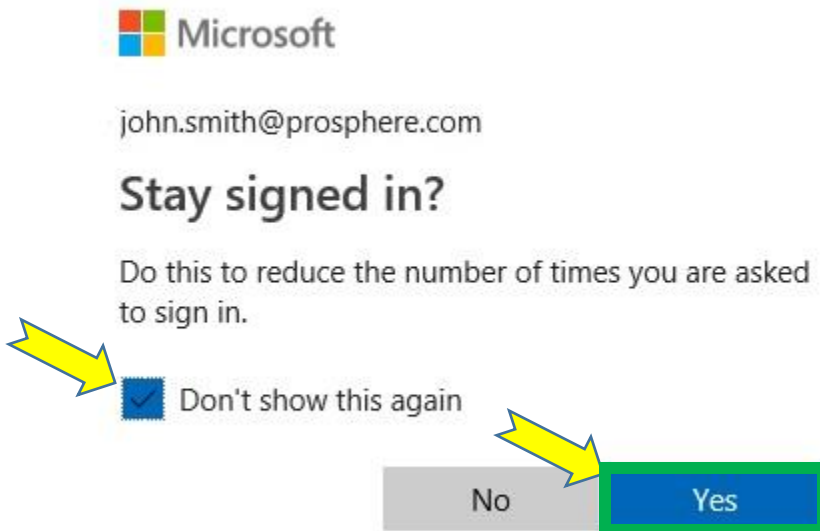 Microsoft
john.smith@prosphere.com
Stay signed in?
Do this to reduce the number of times you are asked
to sign in.
Don't show this again
No
Yes